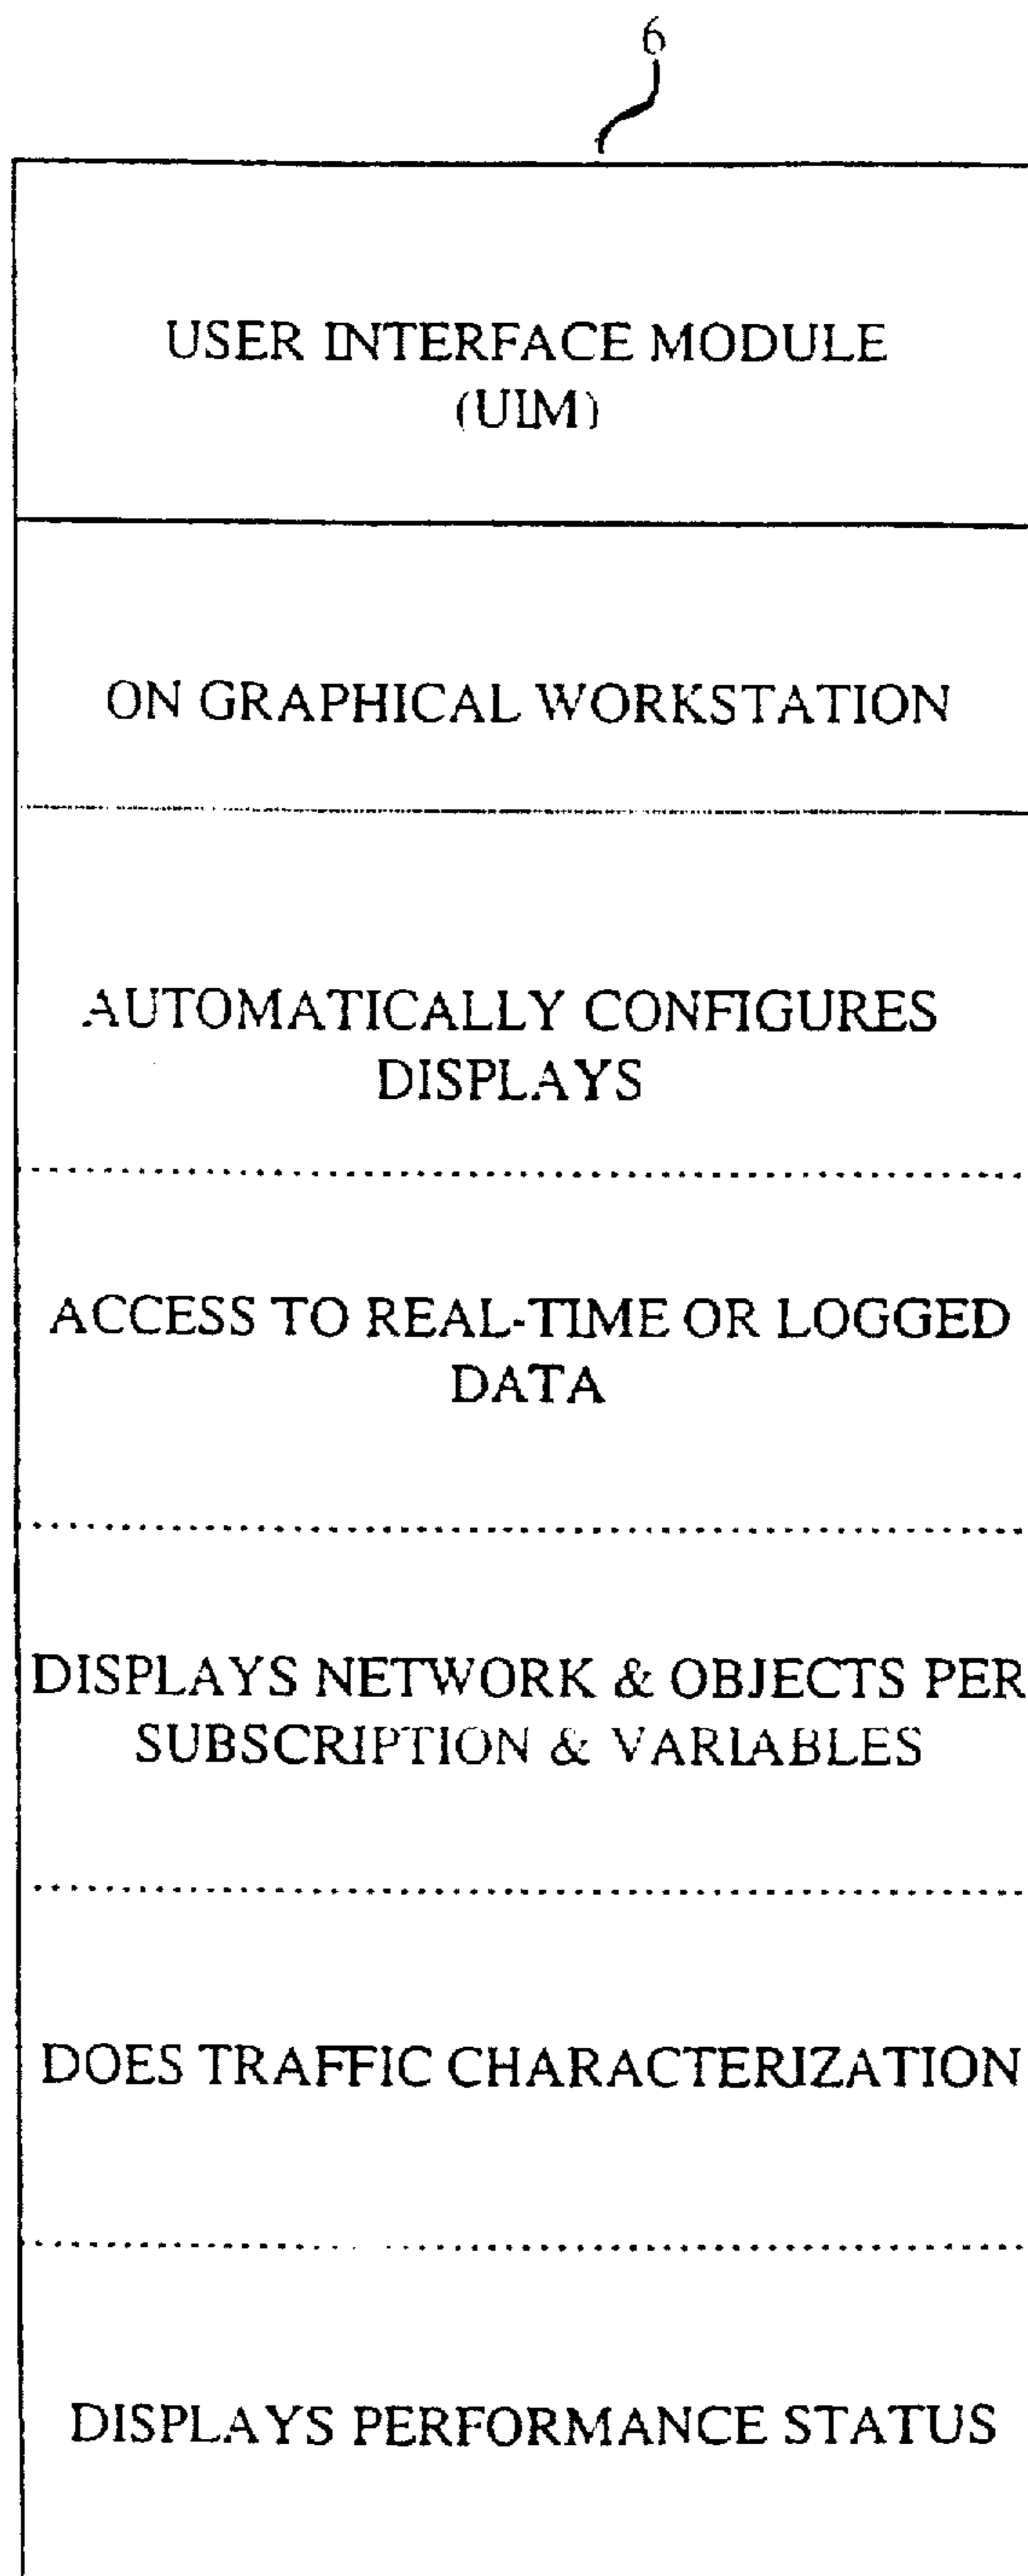 6
USER INTERFACE MODULE
(UIM)
ON GRAPHICAL WORKSTATION
AUTOMATICALLY CONFIGURES
DISPLAYS
ACCESS TO REAL-TIME OR LOGGED
DATA
DISPLAYS NETWORK & OBJECTS PER
SUBSCRIPTION & VARIABLES
DOES TRAFFIC CHARACTERIZATION
DISPLAYS PERFORMANCE STATUS